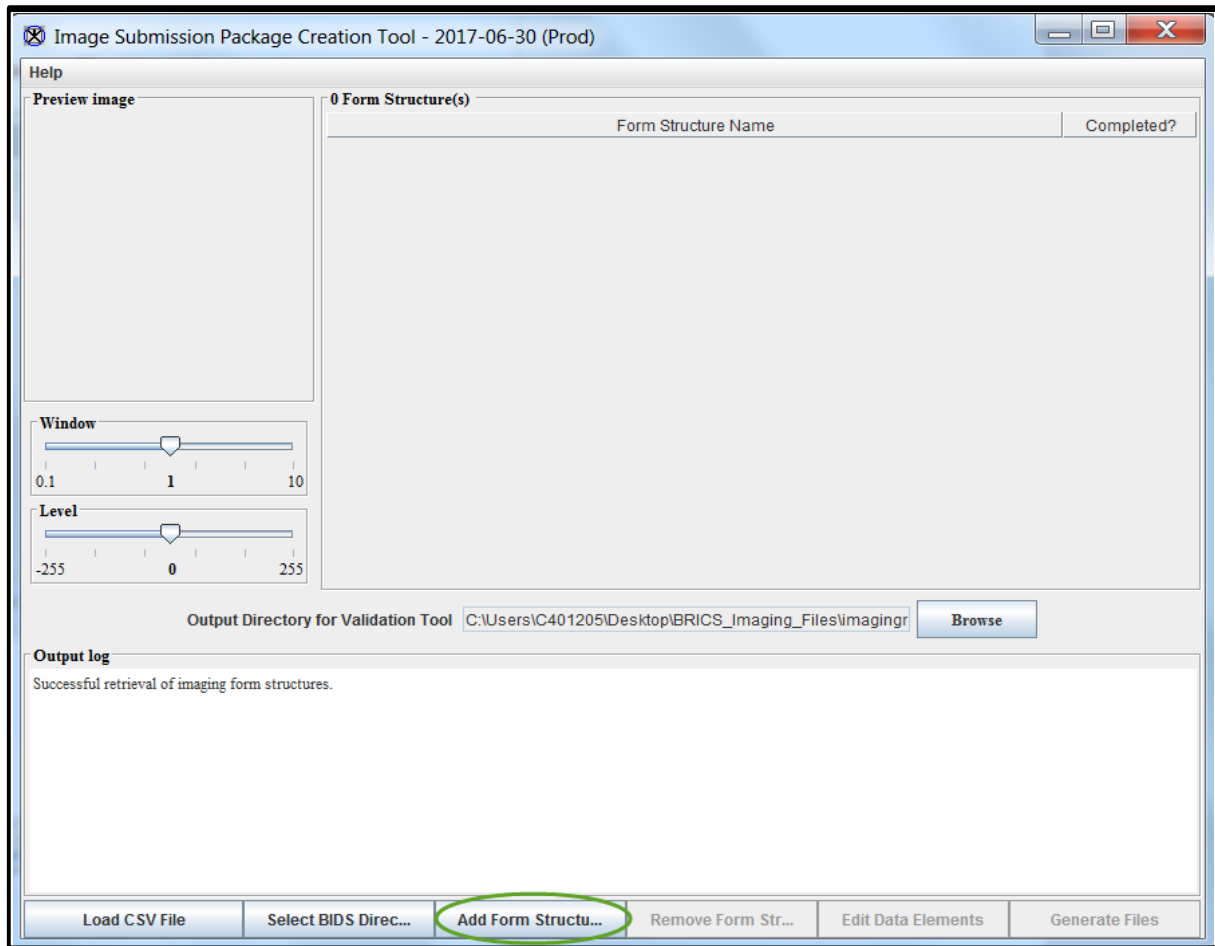 Image Submission Package Creation Tool - 2017-06-30 (Prod)
Help
Preview image
0 Form Structure(s)
Form Structure Name Completed?
Window
0.1 1 10
Level
-255 0 255
Output Directory for Validation Tool C:\Users\C401205\Desktop\BRICS_Imaging_Files\imagingr Browse
Output log
Successful retrieval of imaging form structures.
Load CSV File Select BIDS Direc... Add Form Structu... Remove Form Str... Edit Data Elements Generate Files